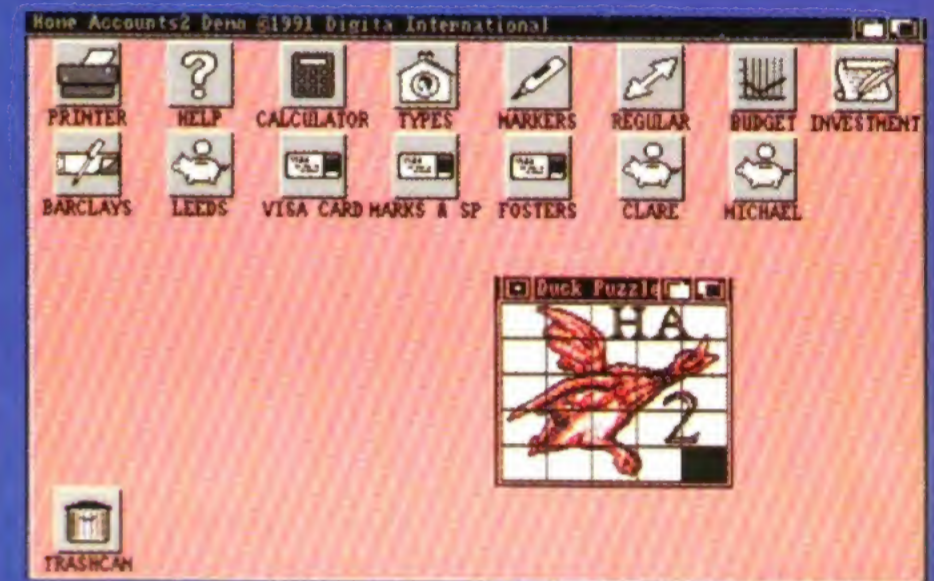 Home Accounts2 Demo ©1991 Digita International
PRINTER HELP CALCULATOR TYPES MARKERS REGULAR BUDGET INVESTMENT
BARCLAYS LEEDS VISA CARD MARKS & SP FOSTERS CLARE MICHAEL
Duck Puzzle
HA
2
TRASHCAN